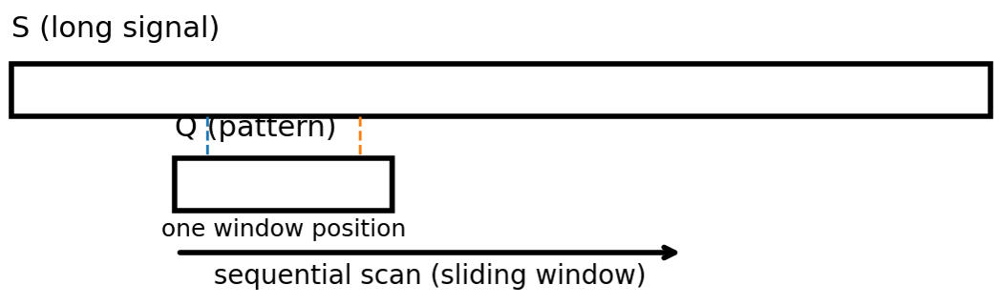 S (long signal)
Q (pattern)
one window position
sequential scan (sliding window)